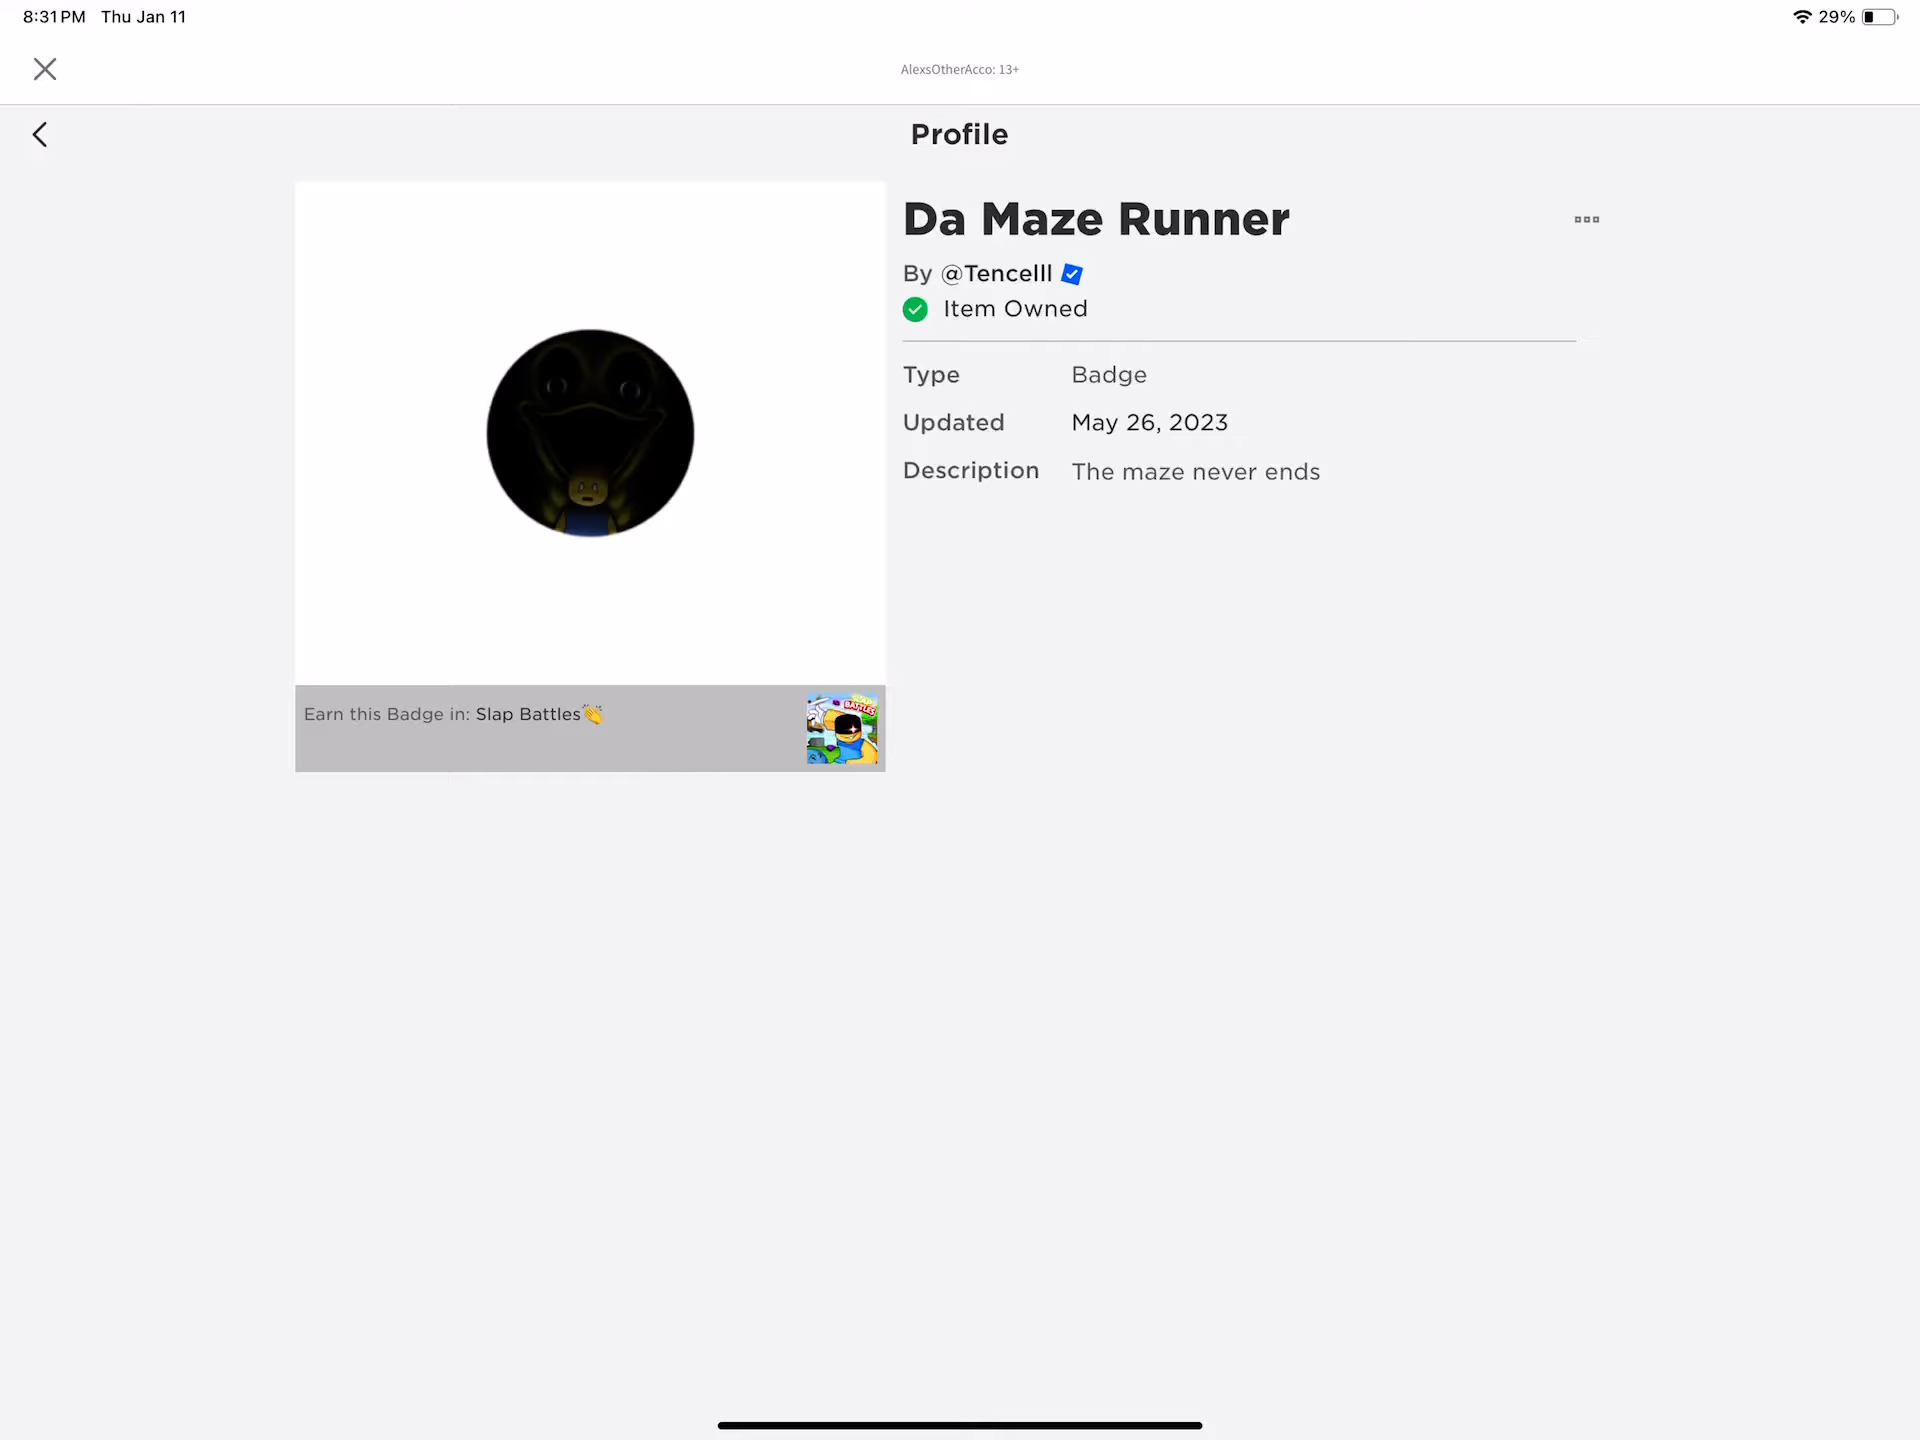 8:31 PM Thu Jan 11
29%
AlexsOtherAcco: 13+
Profile
Da Maze Runner
By @Tencelll
Item Owned
Type Badge
Updated May 26, 2023
Description The maze never ends
Earn this Badge in: Slap Battles👏
BATTLES